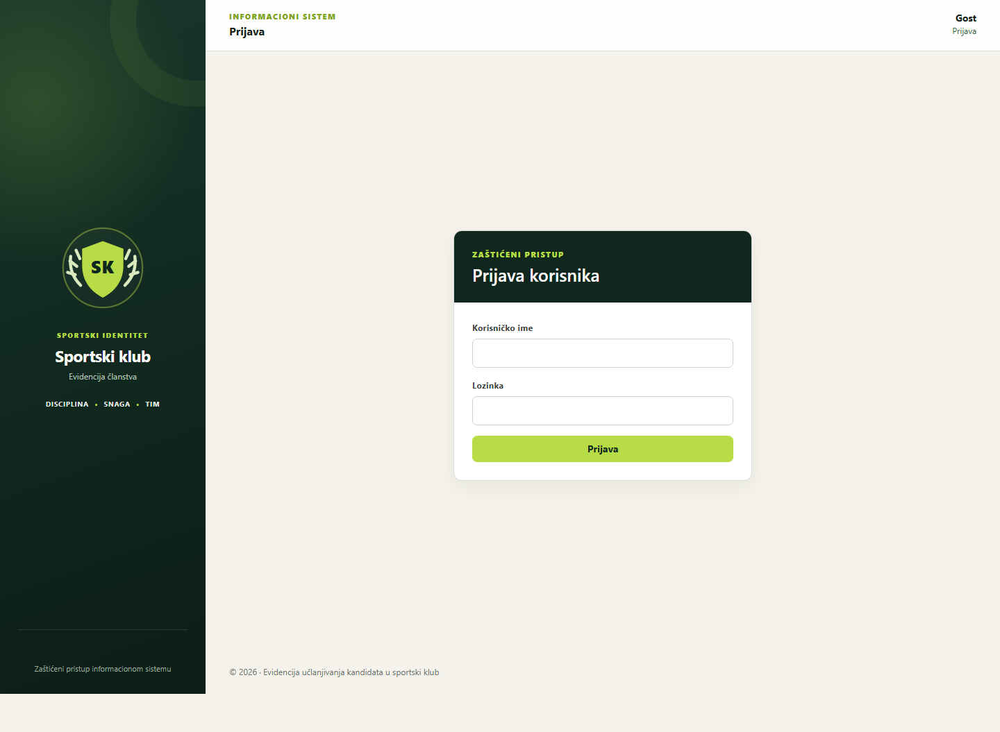 INFORMACIONI SISTEM
Prijava
Gost
Prijava
SK
SPORTSKI IDENTITET
Sportski klub
Evidencija članstva
DISCIPLINA • SNAGA • TIM
Zaštićeni pristup informacionom sistemu
ZAŠTIĆENI PRISTUP
Prijava korisnika
Korisničko ime
Lozinka
Prijava
© 2026 · Evidencija učlanjivanja kandidata u sportski klub